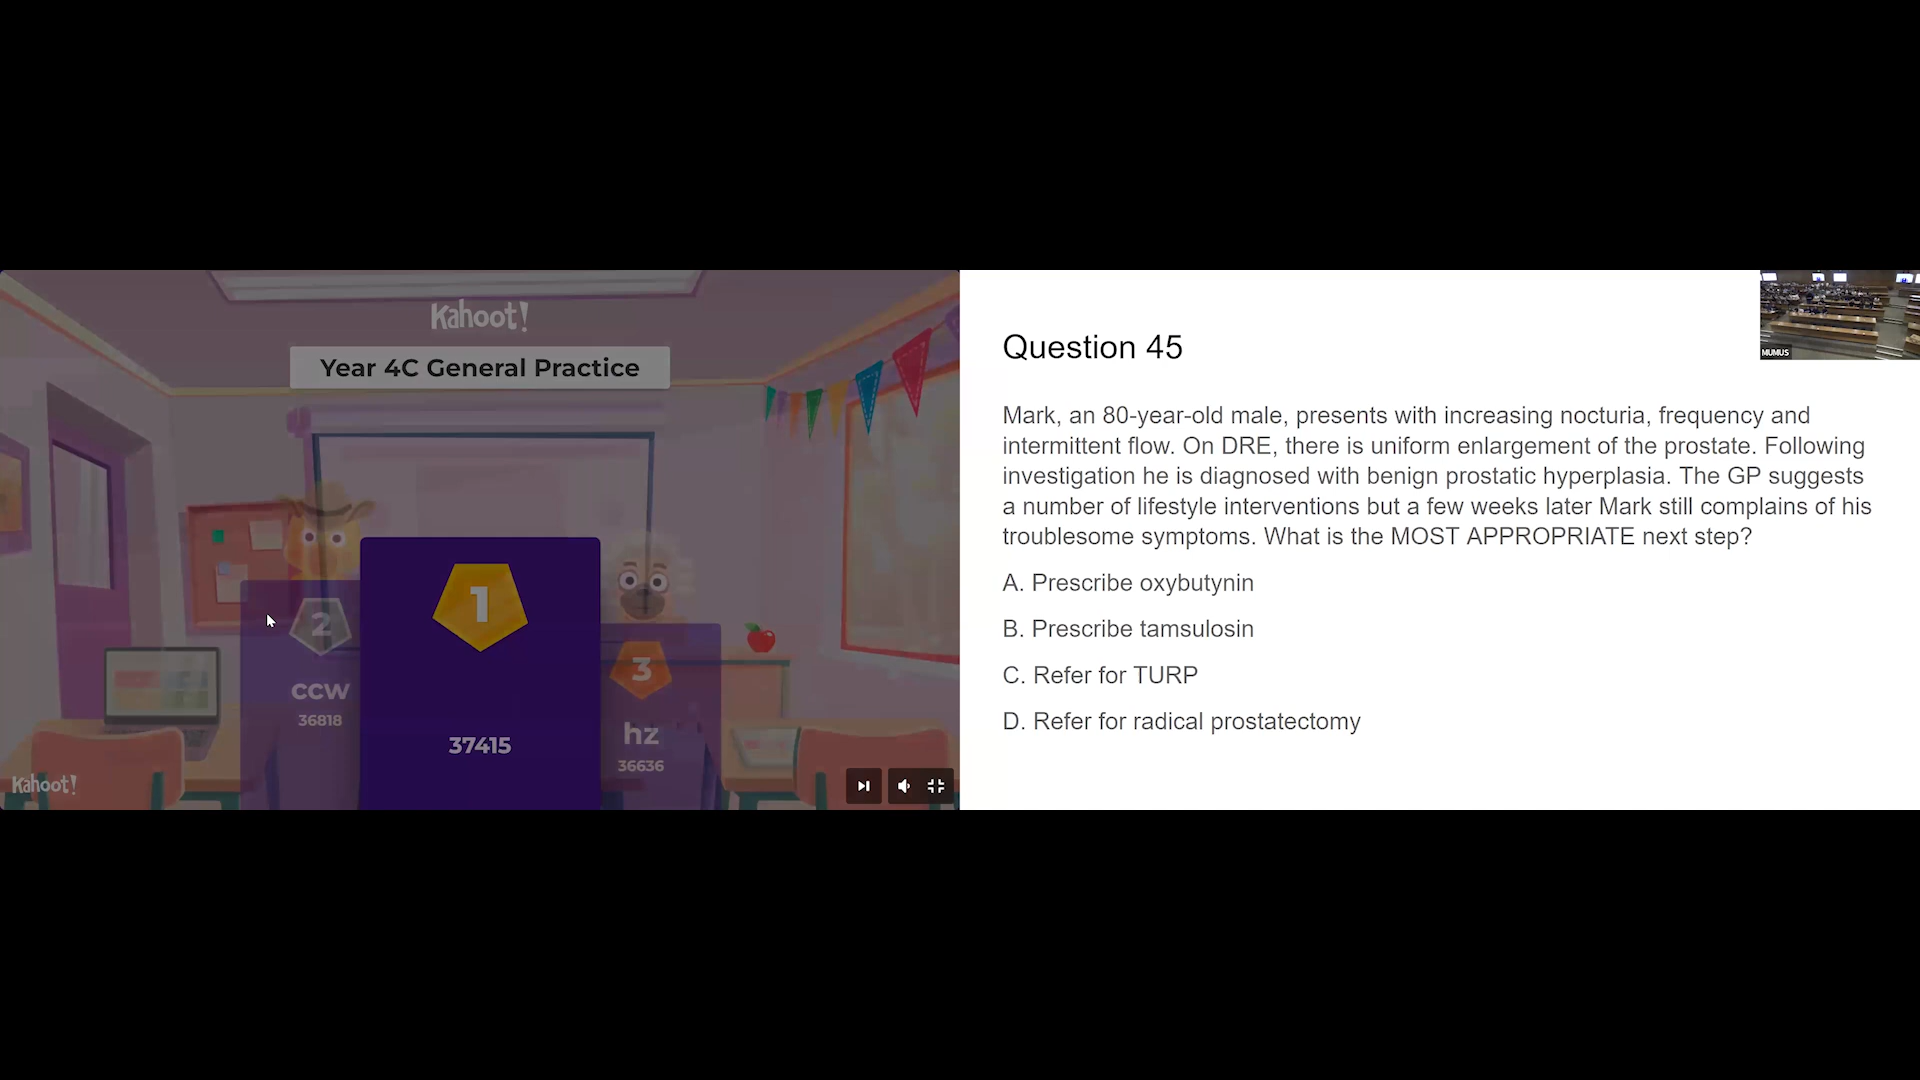 Kahoot!
Year 4C General Practice
1
2
3
ccw
36818
37415
hz
36636
Kahoot!
Question 45
MUMUS
Mark, an 80-year-old male, presents with increasing nocturia, frequency and
intermittent flow. On DRE, there is uniform enlargement of the prostate. Following
investigation he is diagnosed with benign prostatic hyperplasia. The GP suggests
a number of lifestyle interventions but a few weeks later Mark still complains of his
troublesome symptoms. What is the MOST APPROPRIATE next step?
A. Prescribe oxybutynin
B. Prescribe tamsulosin
C. Refer for TURP
D. Refer for radical prostatectomy